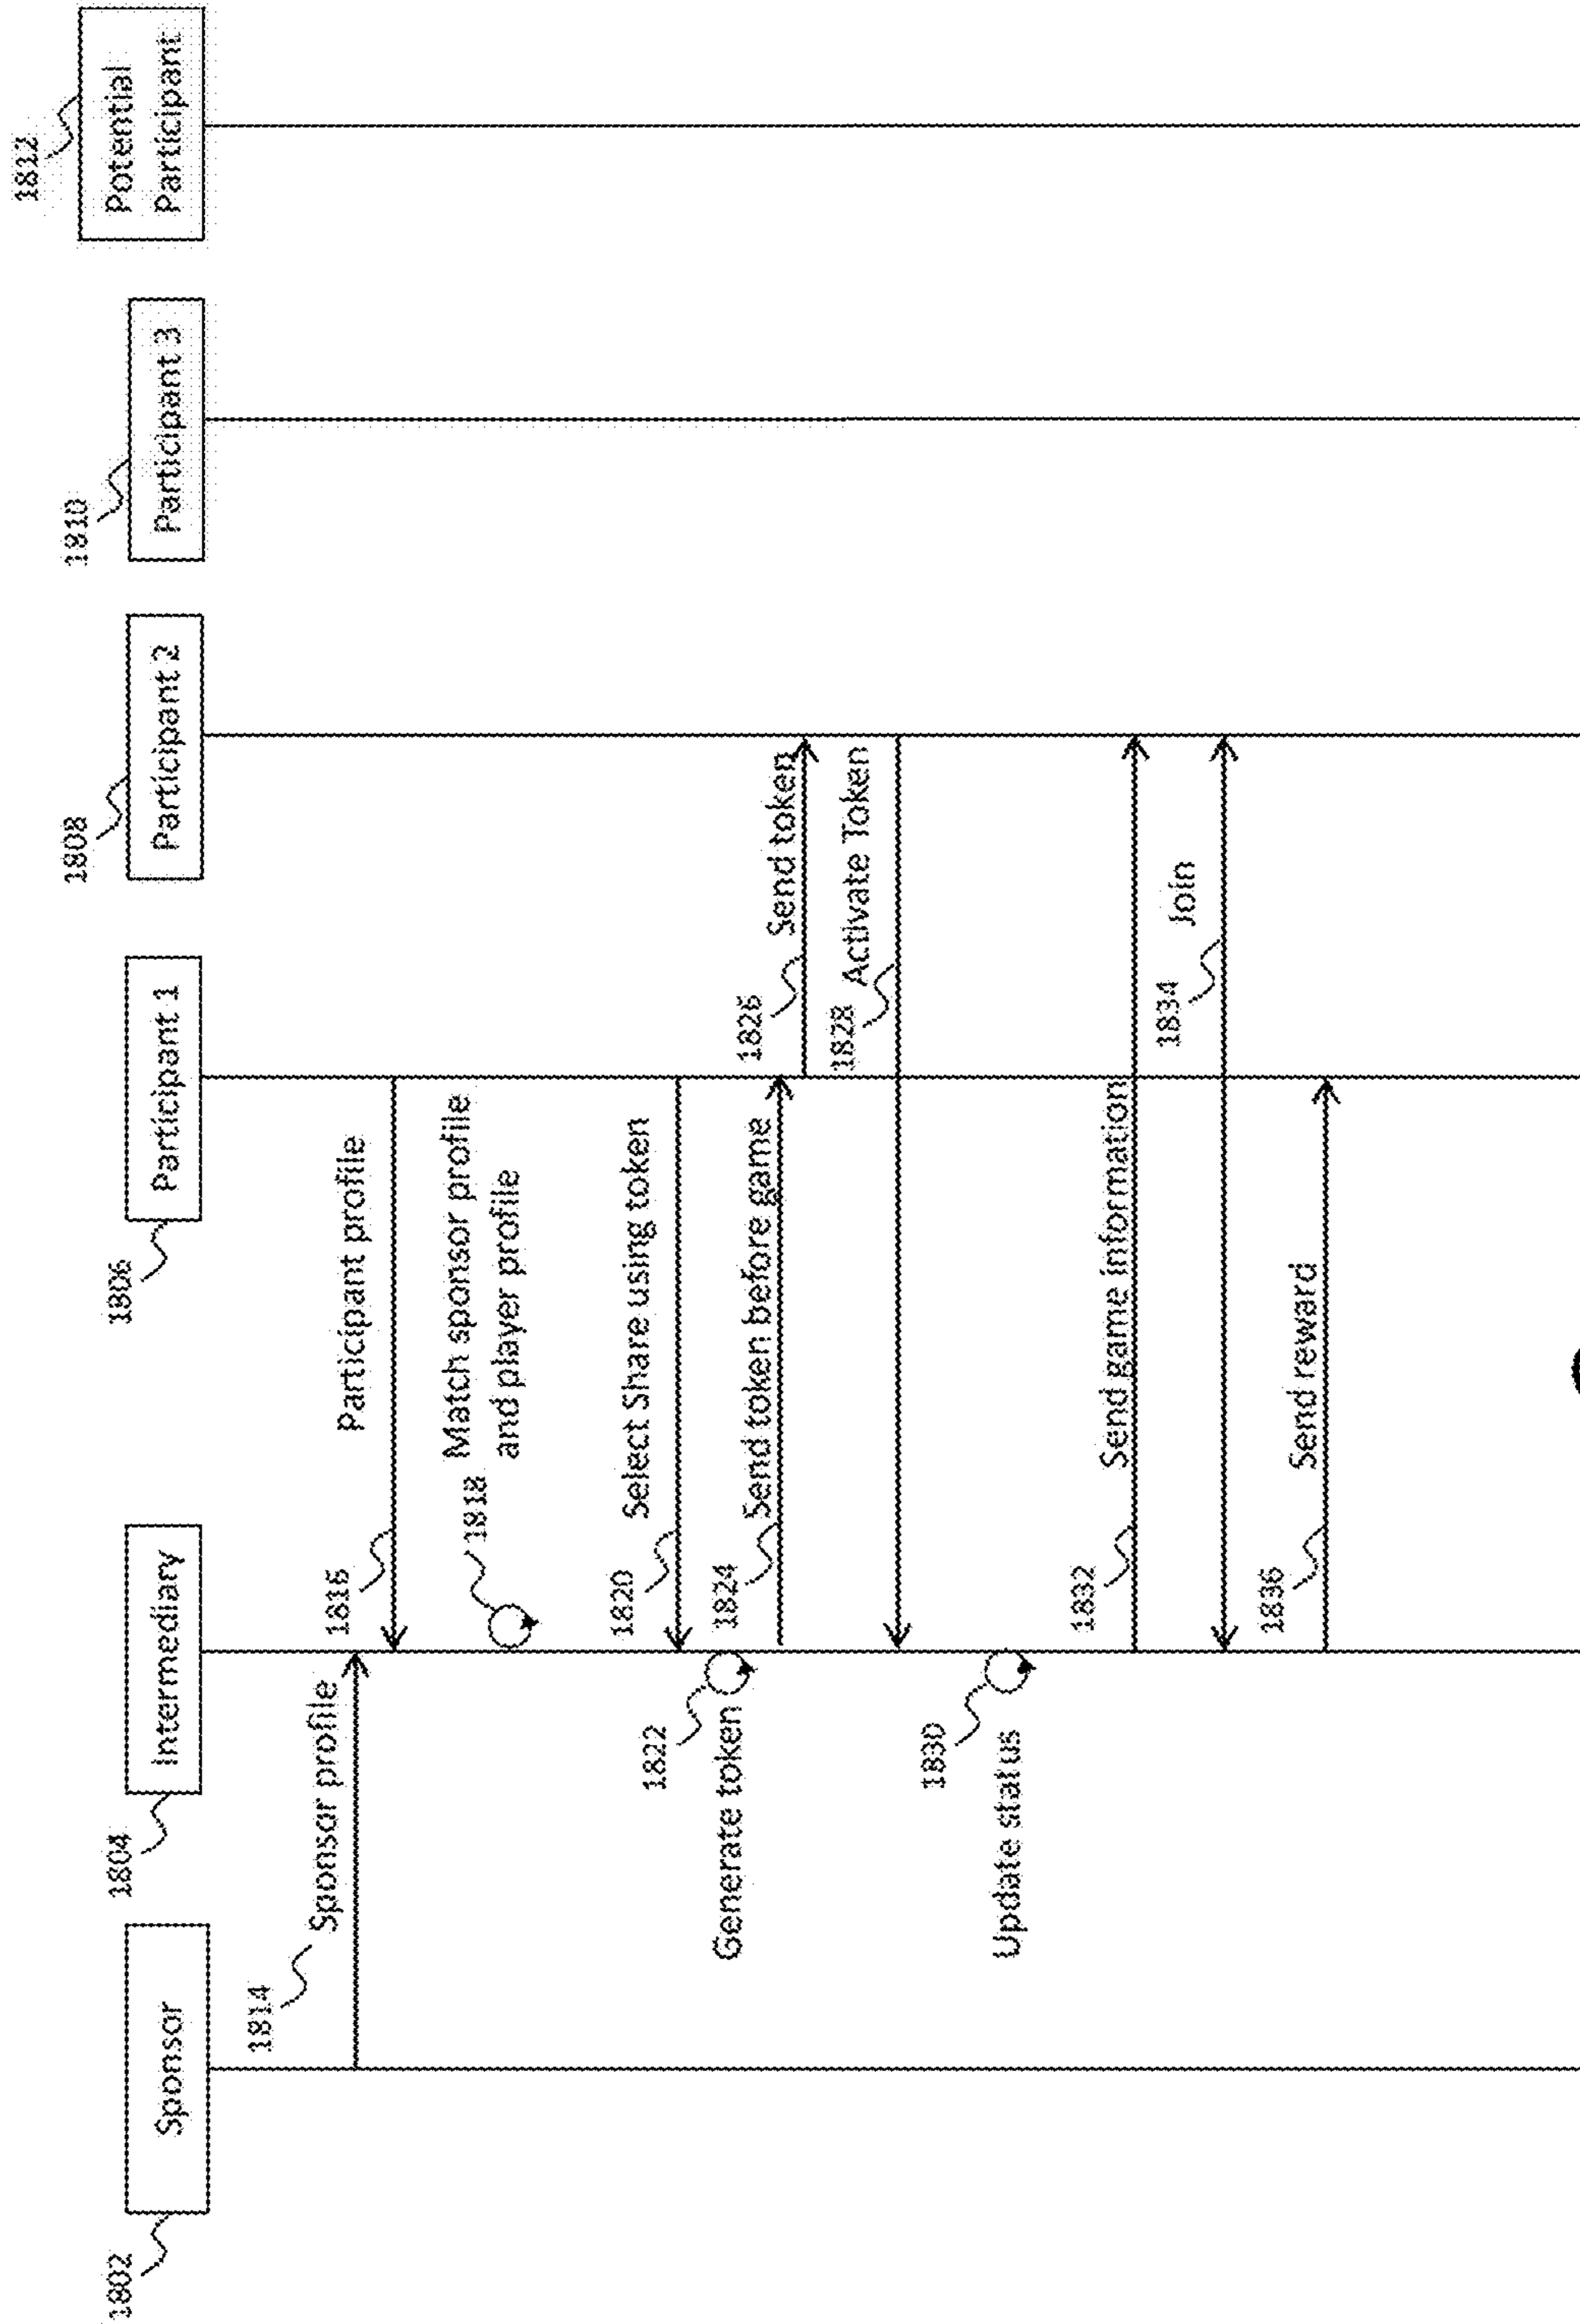 1802
Sponsor
1804
Intermediary
1806
Participant 1
1808
Participant 2
1810
Participant 3
1812
Potential
Participant
1814
Sponsor profile
1816
Participant profile
1818
Match sponsor profile
and player profile
1820
Select Share using token
1822
Generate token
1824
Send token before game
1826
Send token
1828
Activate Token
1830
Update status
1832
Send game information
1834
Join
1836
Send reward